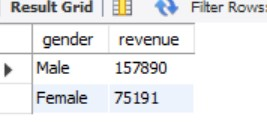 Result Grid Filter Rows:
gender revenue
Male 157890
Female 75191